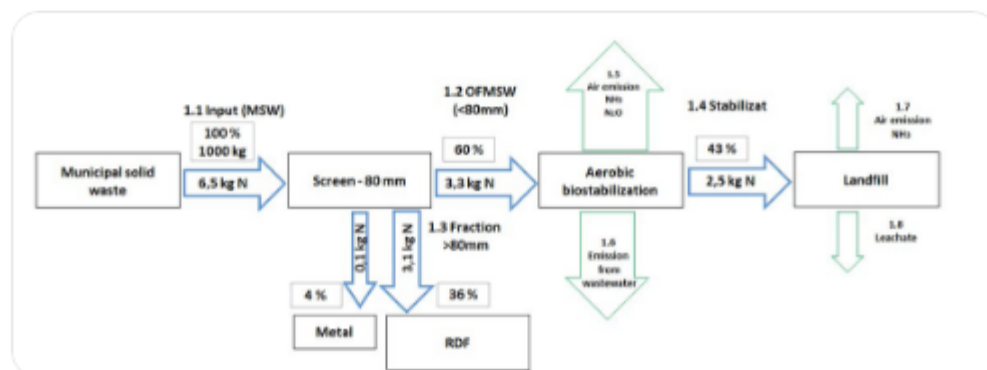 1.1 Input (MSW)
100 %
1000 kg
6,5 kg N
Municipal solid
waste
Screen - 80 mm
1.2 OFMSW
(<80mm)
60 %
3,3 kg N
1.3 Fraction
>80mm
0,1 kg N
3,1 kg N
4 %
36 %
Metal
RDF
1.5
Air emission
NH₃
N₂O
Aerobic
biostabilization
1.6
Emission
from
wastewater
1.4 Stabilizat
43 %
2,5 kg N
Landfill
1.7
Air emission
NH₃
1.8
Leachate